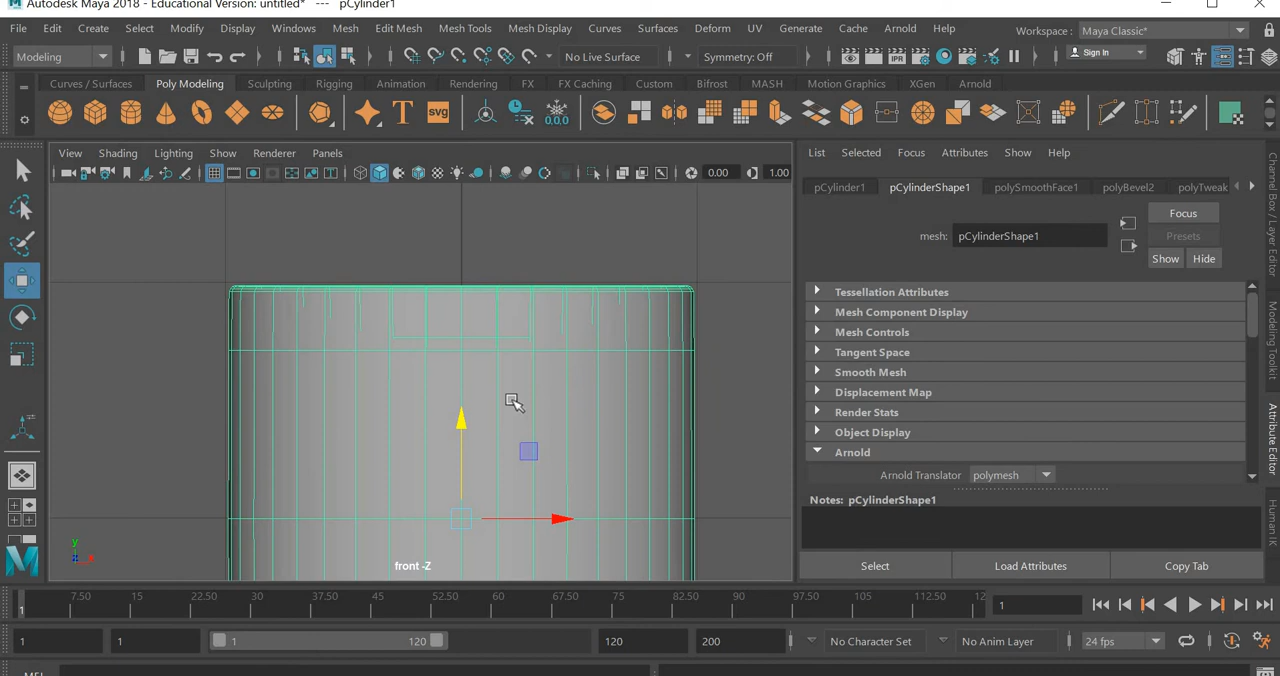 Autodesk Maya 2018 - Educational Version: untitled* --- pCylinder1
File Edit Create Select Modify Display Windows Mesh Edit Mesh Mesh Tools Mesh Display Curves Surfaces Deform UV Generate Cache Arnold Help Workspace : Maya Classic*
Modeling No Live Surface Symmetry: Off Sign In
Curves / Surfaces Poly Modeling Sculpting Rigging Animation Rendering FX FX Caching Custom Bifrost MASH Motion Graphics XGen Arnold
T SVG 0,0,0
View Shading Lighting Show Renderer Panels
0.00 1.00
List Selected Focus Attributes Show Help
pCylinder1 pCylinderShape1 polySmoothFace1 polyBevel2 polyTweak
Focus
mesh: pCylinderShape1 Presets
Show Hide
Tessellation Attributes
Mesh Component Display
Mesh Controls
Tangent Space
Smooth Mesh
Displacement Map
Render Stats
Object Display
Arnold
Arnold Translator polymesh
Notes: pCylinderShape1
Select Load Attributes Copy Tab
Channel Box / Layer Editor
Modeling Toolkit
Attribute Editor
Human IK
y
z x
front -Z
1 7.50 15 22.50 30 37.50 45 52.50 60 67.50 75 82.50 90 97.50 105 112.50 12 1
1 1 1 120 120 200 No Character Set No Anim Layer 24 fps
MEL